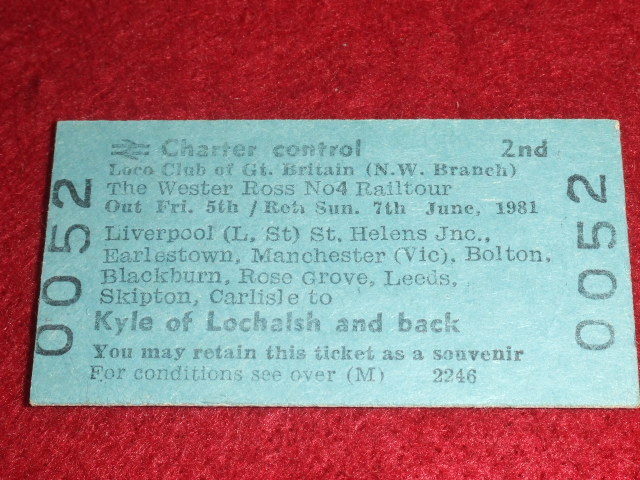 Charter control 2nd
Loco Club of Gt. Britain (N.W. Branch)
The Wester Ross No4 Railtour
Out Fri. 5th / Retn Sun. 7th June, 1981
Liverpool (L, St) St. Helens Jnc.,
Earlestown, Manchester (Vic), Bolton,
Blackburn, Rose Grove, Leeds,
Skipton, Carlisle to
Kyle of Lochalsh and back
You may retain this ticket as a souvenir
For conditions see over (M) 2246
0052
0052